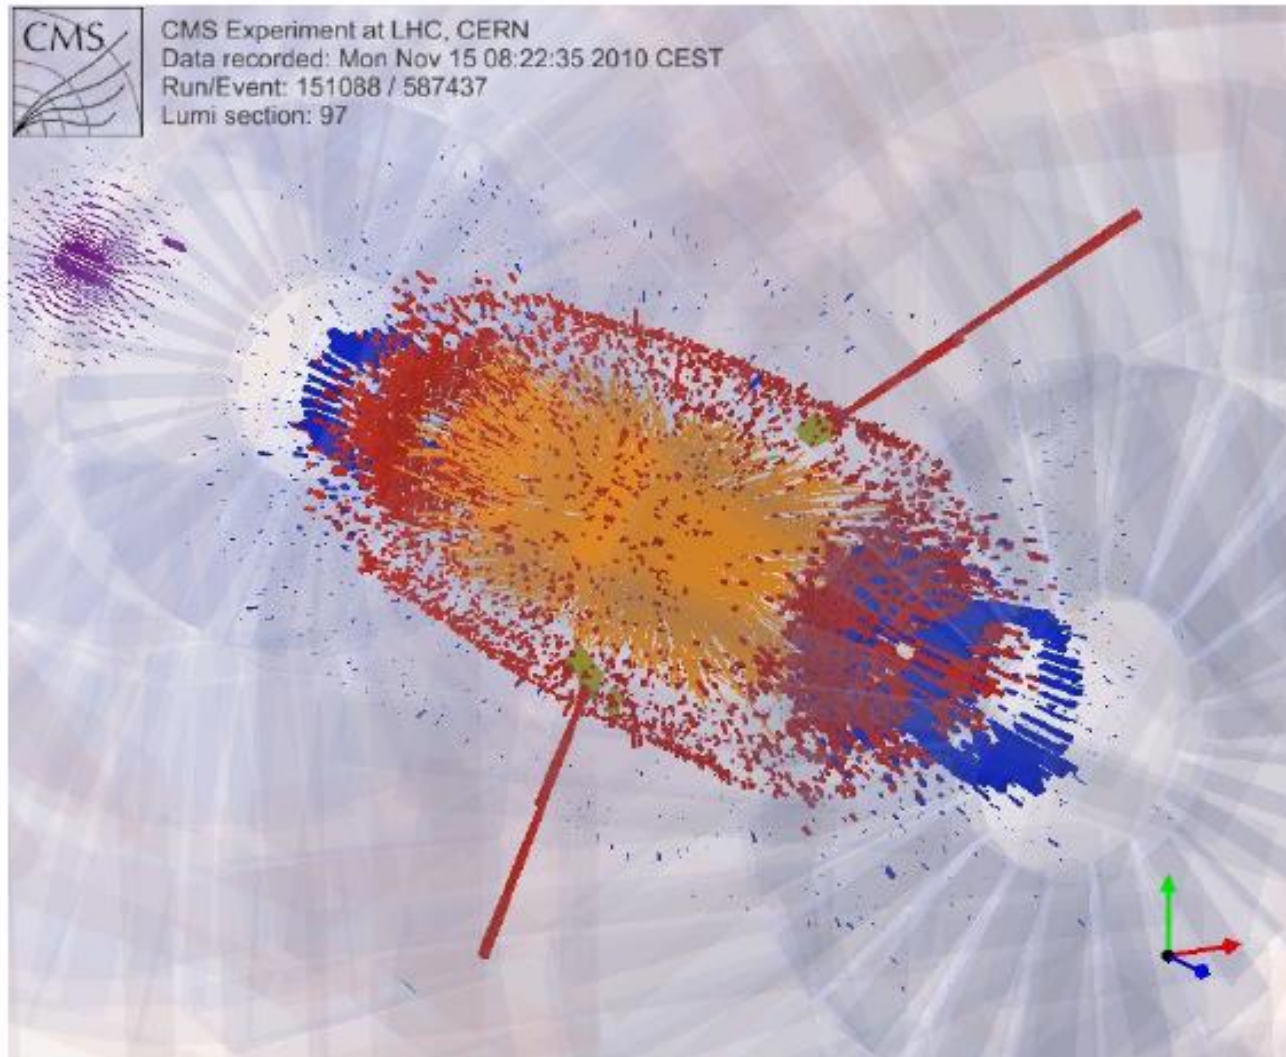 CMS
CMS Experiment at LHC, CERN
Data recorded: Mon Nov 15 08:22:35 2010 CEST
Run/Event: 151088 / 587437
Lumi section: 97